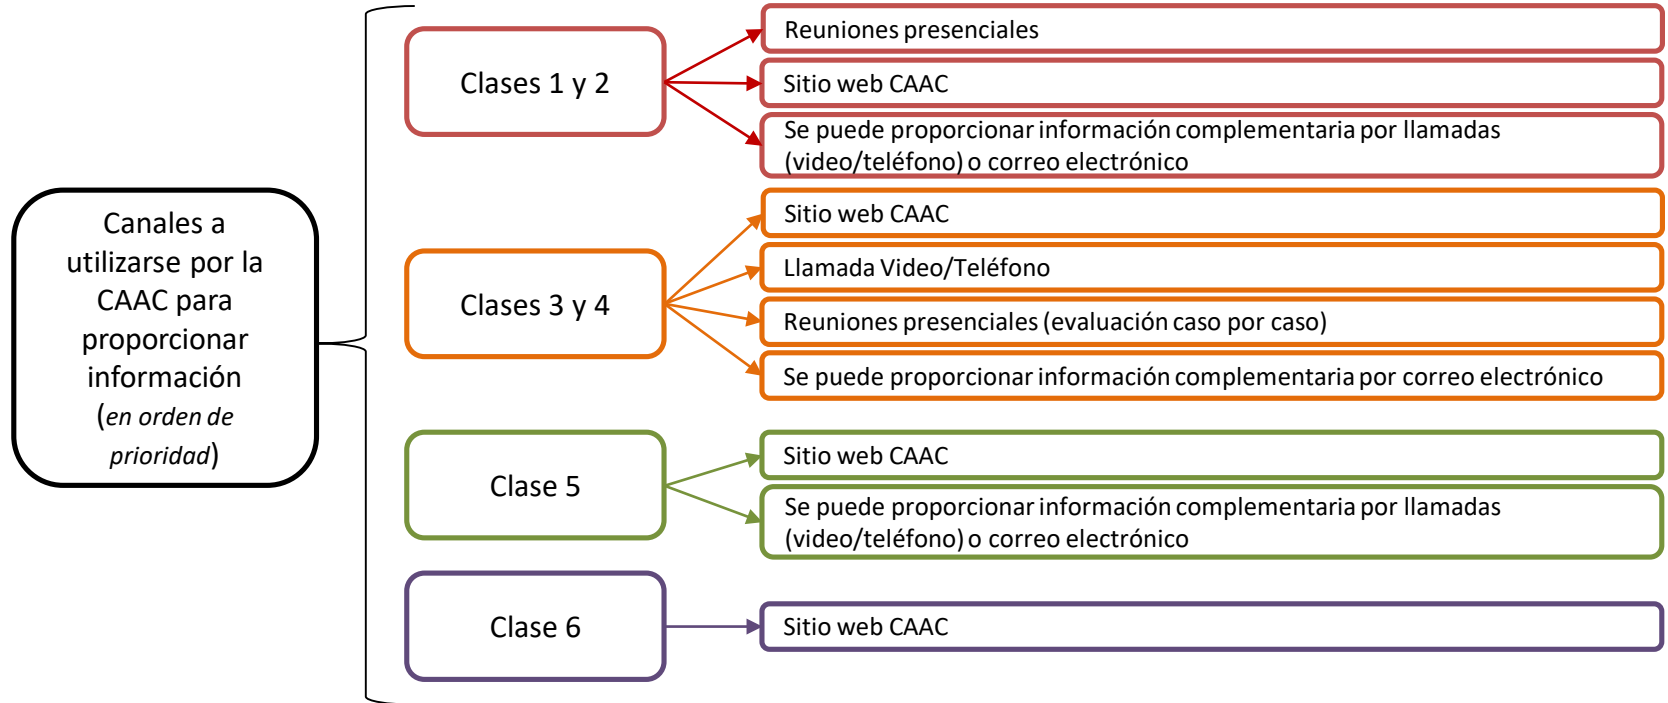 Canales a
utilizarse por la
CAAC para
proporcionar
información
(en orden de
prioridad)
Clases 1 y 2
Reuniones presenciales
Sitio web CAAC
Se puede proporcionar información complementaria por llamadas
(video/teléfono) o correo electrónico
Clases 3 y 4
Sitio web CAAC
Llamada Video/Teléfono
Reuniones presenciales (evaluación caso por caso)
Se puede proporcionar información complementaria por correo electrónico
Clase 5
Sitio web CAAC
Se puede proporcionar información complementaria por llamadas
(video/teléfono) o correo electrónico
Clase 6
Sitio web CAAC